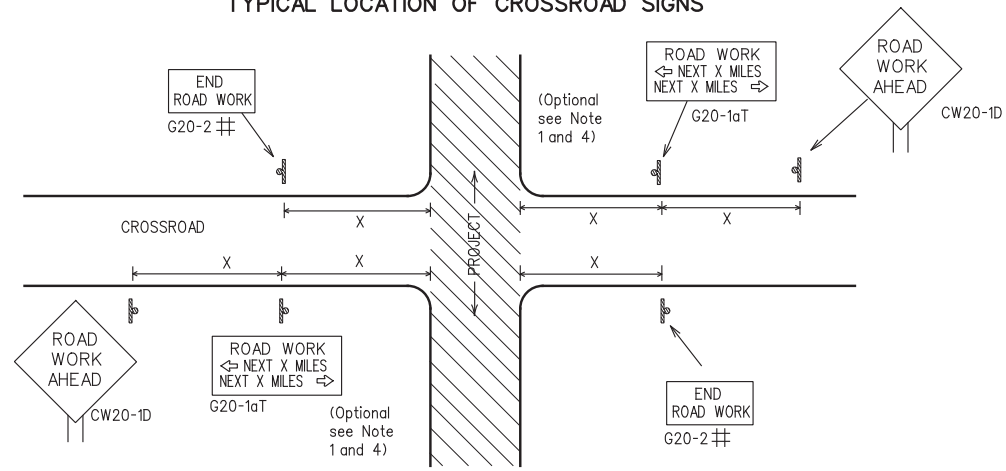 TYPICAL LOCATION OF CROSSROAD SIGNS
END
ROAD WORK
G20-2 #
(Optional
see Note
1 and 4)
ROAD WORK
⇦ NEXT X MILES
NEXT X MILES ⇨
G20-1aT
ROAD
WORK
AHEAD
CW20-1D
X
X
X
CROSSROAD
PROJECT
X
X
X
ROAD
WORK
AHEAD
CW20-1D
ROAD WORK
⇦ NEXT X MILES
NEXT X MILES ⇨
G20-1aT
(Optional
see Note
1 and 4)
END
ROAD WORK
G20-2 #